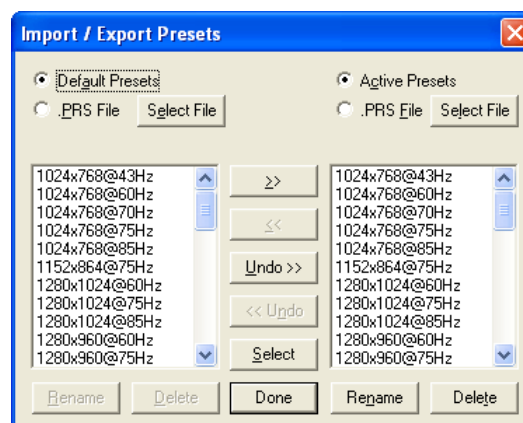 Import / Export Presets
Default Presets
Active Presets
.PRS File
Select File
.PRS File
Select File
1024x768@43Hz
1024x768@60Hz
1024x768@70Hz
1024x768@75Hz
1024x768@85Hz
1152x864@75Hz
1280x1024@60Hz
1280x1024@75Hz
1280x1024@85Hz
1280x960@60Hz
1280x960@75Hz
>>
<<
Undo >>
<< Undo
Select
1024x768@43Hz
1024x768@60Hz
1024x768@70Hz
1024x768@75Hz
1024x768@85Hz
1152x864@75Hz
1280x1024@60Hz
1280x1024@75Hz
1280x1024@85Hz
1280x960@60Hz
1280x960@75Hz
Rename
Delete
Done
Rename
Delete